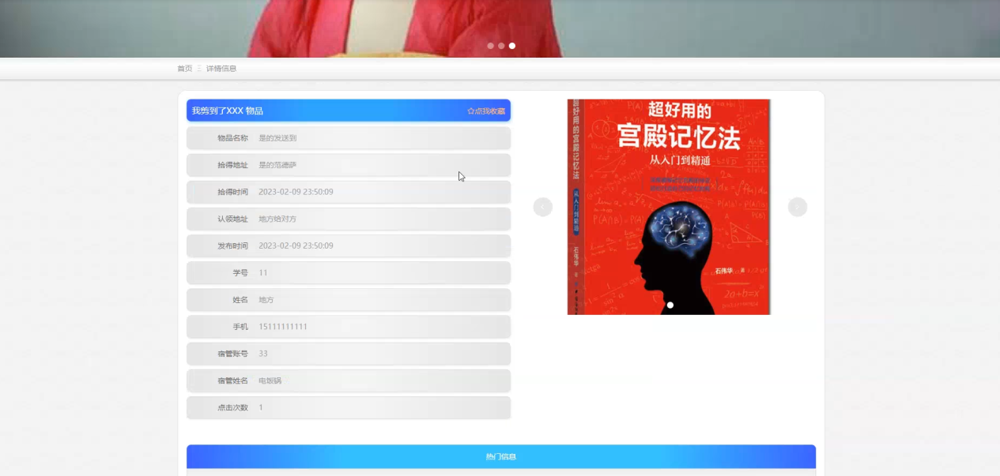 首页
详情信息
我剪到了XXX 物品
☆点我收藏
物品名称 是的发送到
拾得地址 是的范德萨
拾得时间 2023-02-09 23:50:09
认领地址 地方给对方
发布时间 2023-02-09 23:50:09
学号 11
姓名 地方
手机 15111111111
宿管账号 33
宿管姓名 电饭锅
点击次数 1
超好用的宫殿记忆法
从入门到精通
石伟华
超好用的
宫殿记忆法
从入门到精通
石伟华
热门信息